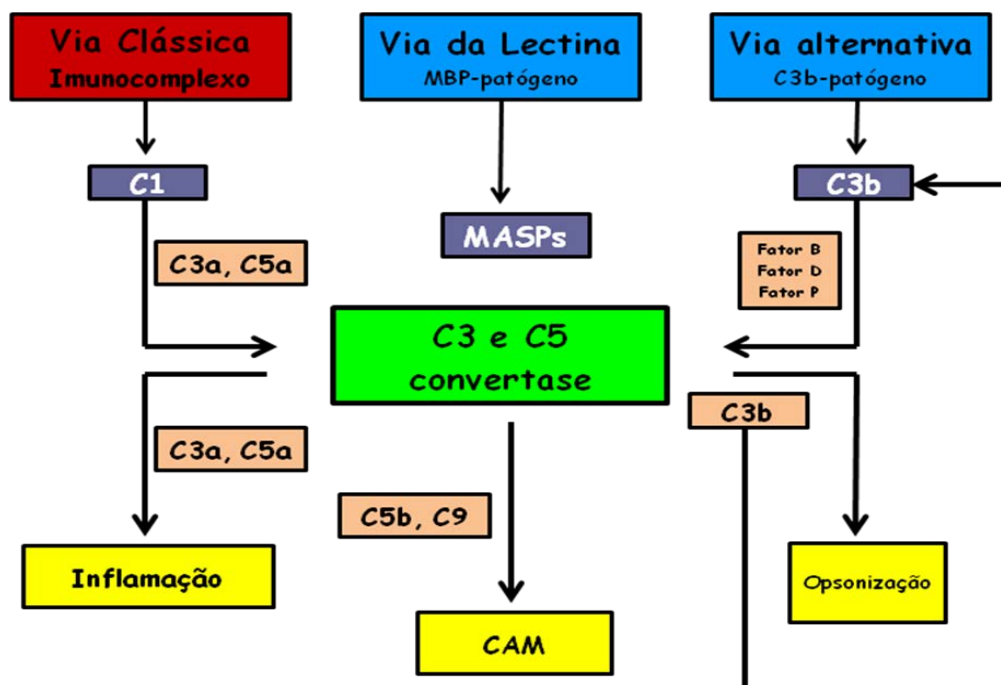 Via Clássica
Imunocomplexo
Via da Lectina
MBP-patógeno
Via alternativa
C3b-patógeno
C1
MASPs
C3b
C3a, C5a
Fator B
Fator D
Fator P
C3 e C5
convertase
C3a, C5a
C5b, C9
C3b
Inflamação
CAM
Opsonização